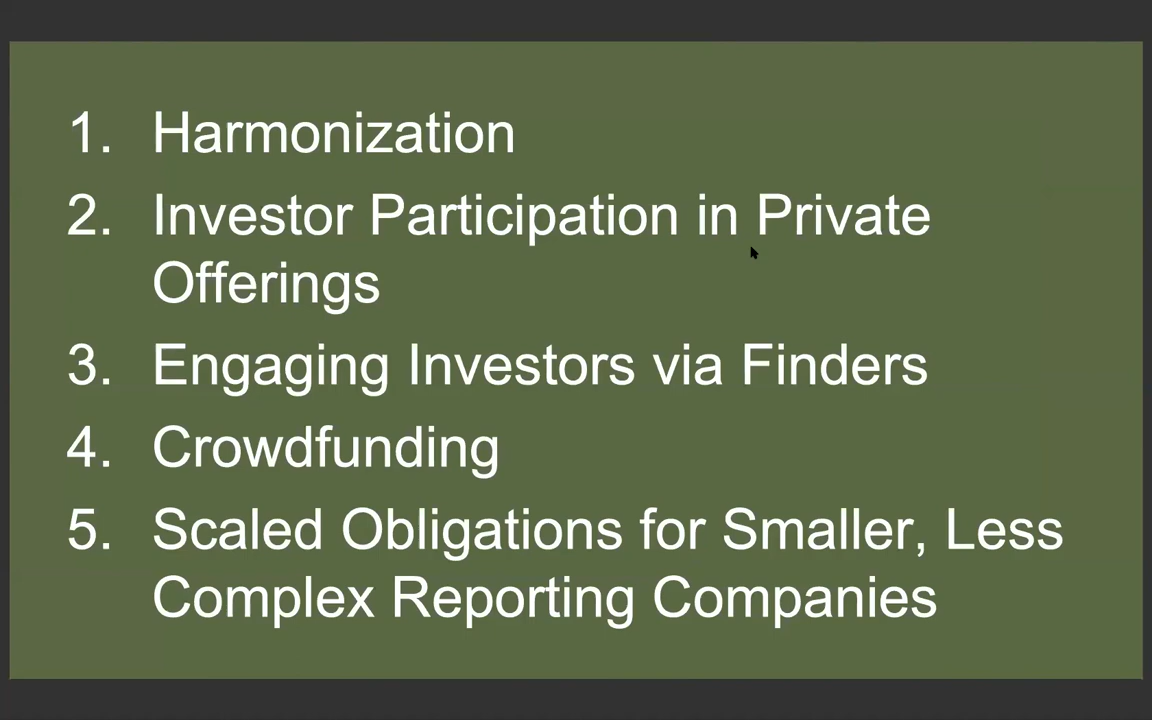 1. Harmonization
2. Investor Participation in Private
Offerings
3. Engaging Investors via Finders
4. Crowdfunding
5. Scaled Obligations for Smaller, Less
Complex Reporting Companies